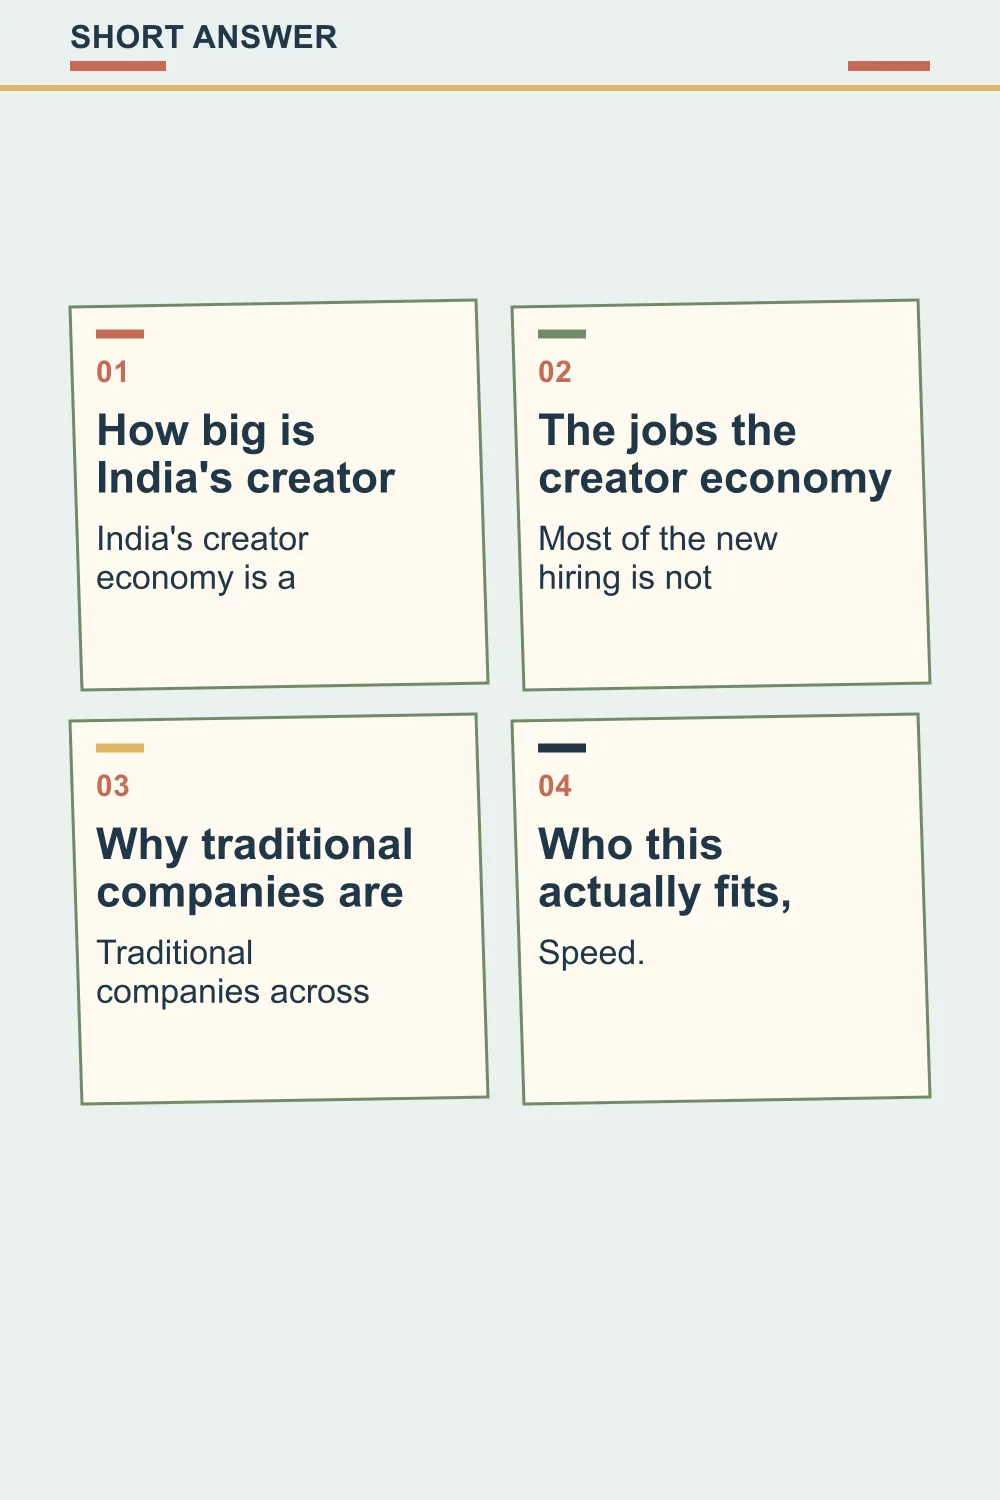 SHORT ANSWER
01
How big is
India's creator
India's creator
economy is a
02
The jobs the
creator economy
Most of the new
hiring is not
03
Why traditional
companies are
Traditional
companies across
04
Who this
actually fits,
Speed.